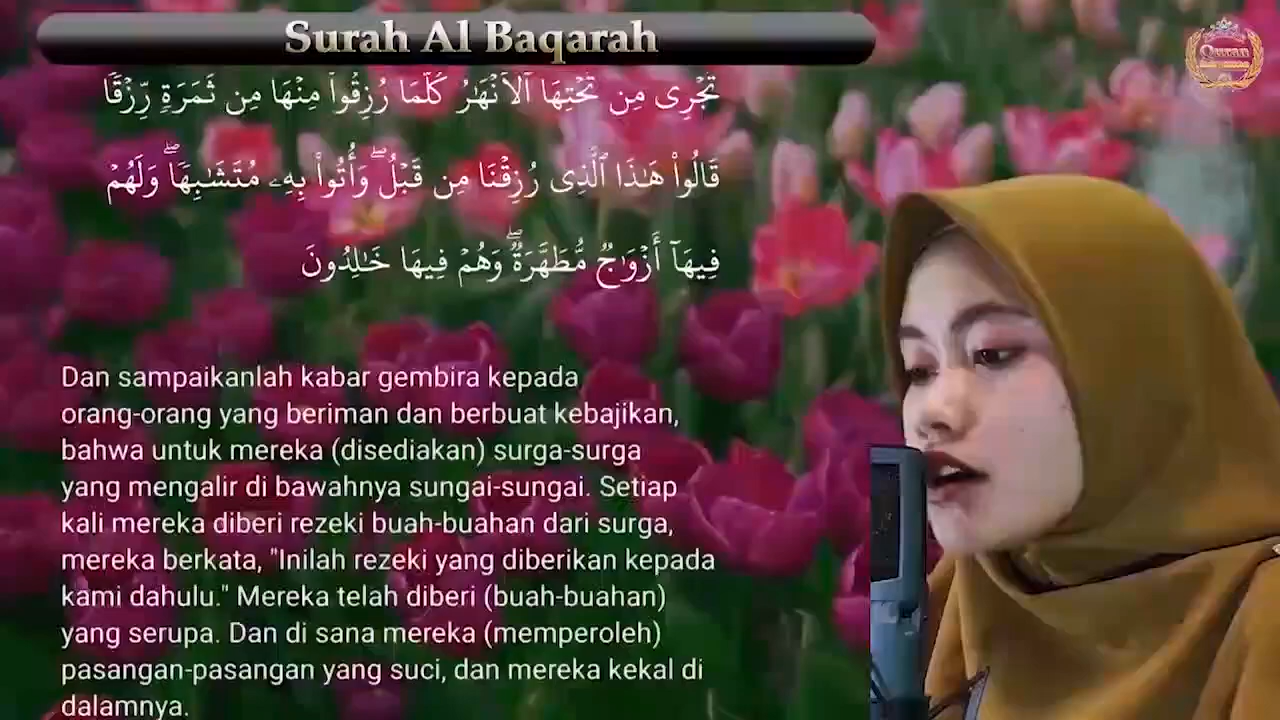 Surah Al Baqarah
Quran
تَجْرِى مِن تَحْتِهَا ٱلْأَنْهَٰرُ كُلَّمَا رُزِقُوا۟ مِنْهَا مِن ثَمَرَةٍ رِّزْقًا
قَالُوا۟ هَٰذَا ٱلَّذِى رُزِقْنَا مِن قَبْلُ ۖ وَأُتُوا۟ بِهِۦ مُتَشَٰبِهًا ۖ وَلَهُمْ
فِيهَآ أَزْوَٰجٌ مُّطَهَّرَةٌ ۖ وَهُمْ فِيهَا خَٰلِدُونَ
Dan sampaikanlah kabar gembira kepada
orang-orang yang beriman dan berbuat kebajikan,
bahwa untuk mereka (disediakan) surga-surga
yang mengalir di bawahnya sungai-sungai. Setiap
kali mereka diberi rezeki buah-buahan dari surga,
mereka berkata, "Inilah rezeki yang diberikan kepada
kami dahulu." Mereka telah diberi (buah-buahan)
yang serupa. Dan di sana mereka (memperoleh)
pasangan-pasangan yang suci, dan mereka kekal di
dalamnya.